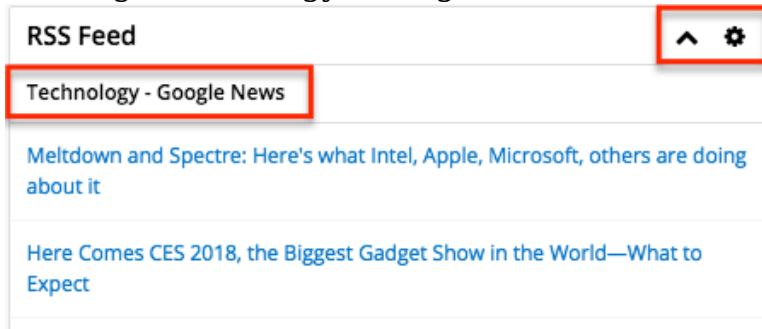 RSS Feed
Technology - Google News
Meltdown and Spectre: Here's what Intel, Apple, Microsoft, others are doing
about it
Here Comes CES 2018, the Biggest Gadget Show in the World—What to
Expect